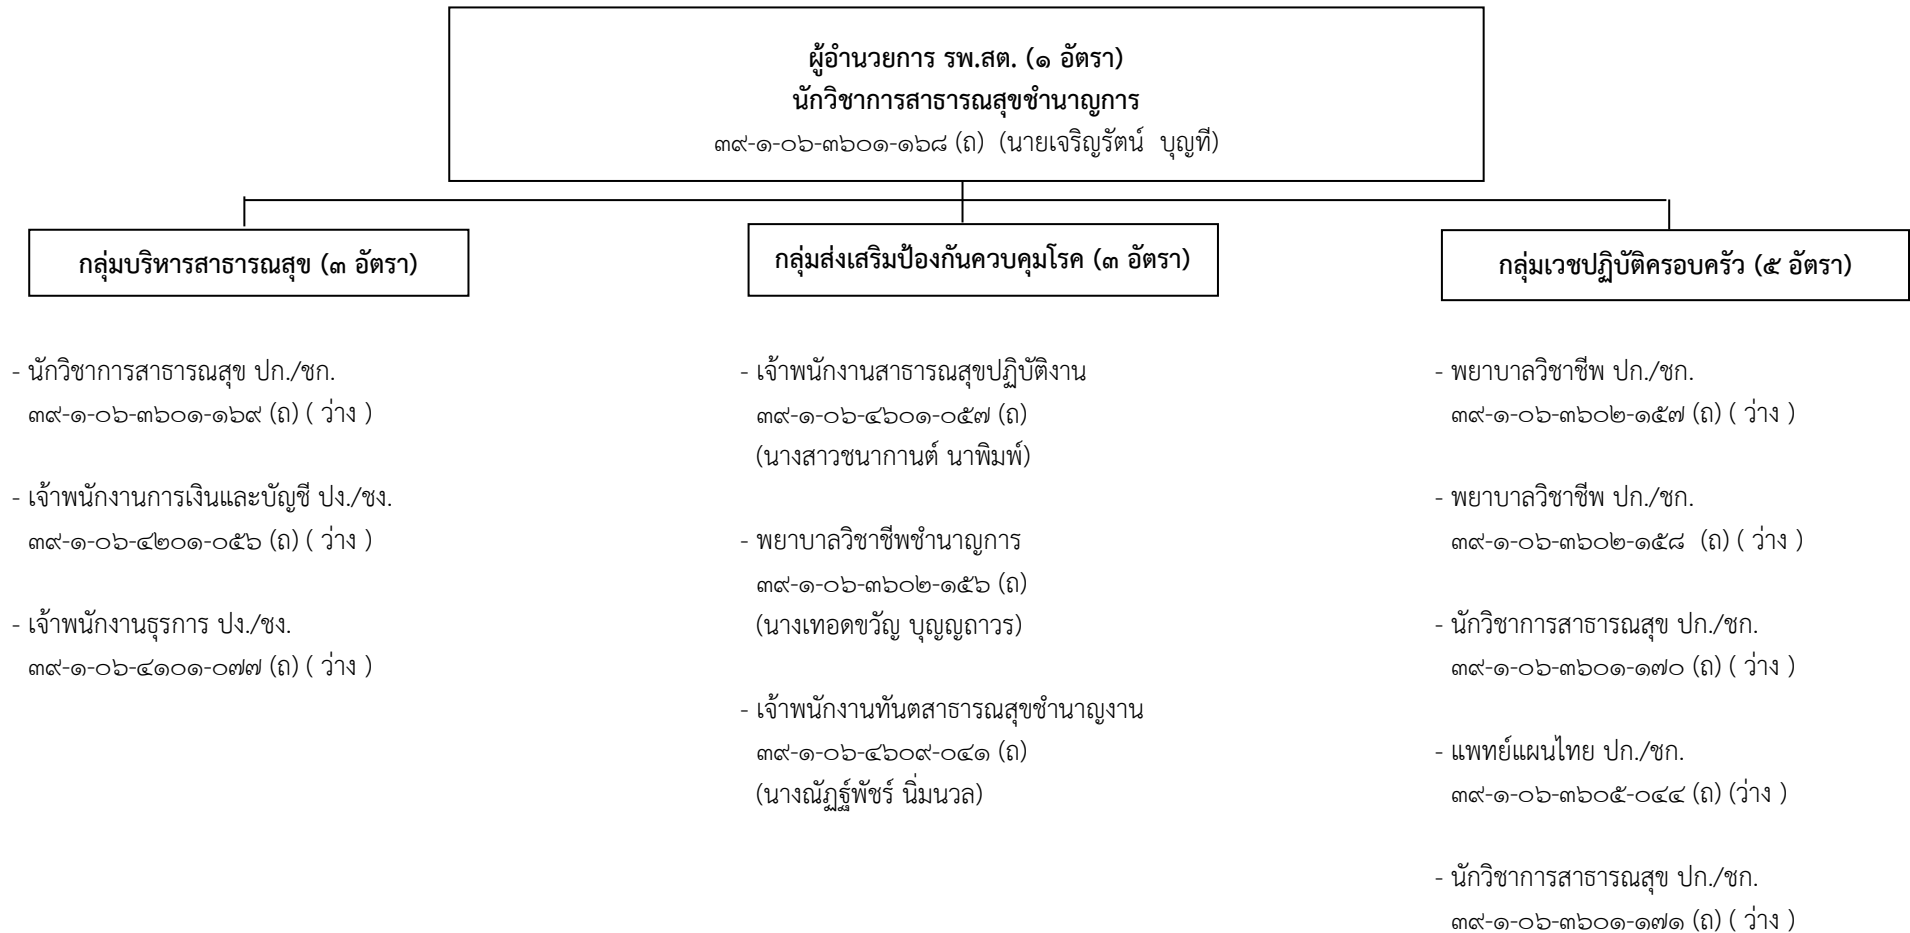 ผู้อำนวยการ รพ.สต. (๑ อัตรา)
นักวิชาการสาธารณสุขชำนาญการ
๓๙-๑-๐๖-๓๖๐๑-๑๖๘ (ถ) (นายเจริญรัตน์ บุญที)
กลุ่มบริหารสาธารณสุข (๓ อัตรา)
- นักวิชาการสาธารณสุข ปก./ชก.
๓๙-๑-๐๖-๓๖๐๑-๑๖๙ (ถ) ( ว่าง )
- เจ้าพนักงานการเงินและบัญชี ปง./ชง.
๓๙-๑-๐๖-๔๒๐๑-๐๕๖ (ถ) ( ว่าง )
- เจ้าพนักงานธุรการ ปง./ชง.
๓๙-๑-๐๖-๔๑๐๑-๐๗๗ (ถ) ( ว่าง )
กลุ่มส่งเสริมป้องกันควบคุมโรค (๓ อัตรา)
- เจ้าพนักงานสาธารณสุขปฏิบัติงาน
๓๙-๑-๐๖-๔๖๐๑-๐๕๗ (ถ)
(นางสาวชนากานต์ นาพิมพ์)
- พยาบาลวิชาชีพชำนาญการ
๓๙-๑-๐๖-๓๖๐๒-๑๕๖ (ถ)
(นางเทอดขวัญ บุญญถาวร)
- เจ้าพนักงานทันตสาธารณสุขชำนาญงาน
๓๙-๑-๐๖-๔๖๐๙-๐๔๑ (ถ)
(นางณัฏฐ์พัชร์ นิ่มนวล)
กลุ่มเวชปฏิบัติครอบครัว (๕ อัตรา)
- พยาบาลวิชาชีพ ปก./ชก.
๓๙-๑-๐๖-๓๖๐๒-๑๕๗ (ถ) ( ว่าง )
- พยาบาลวิชาชีพ ปก./ชก.
๓๙-๑-๐๖-๓๖๐๒-๑๕๘ (ถ) ( ว่าง )
- นักวิชาการสาธารณสุข ปก./ชก.
๓๙-๑-๐๖-๓๖๐๑-๑๗๐ (ถ) ( ว่าง )
- แพทย์แผนไทย ปก./ชก.
๓๙-๑-๐๖-๓๖๐๕-๐๔๔ (ถ) (ว่าง )
- นักวิชาการสาธารณสุข ปก./ชก.
๓๙-๑-๐๖-๓๖๐๑-๑๗๑ (ถ) ( ว่าง )